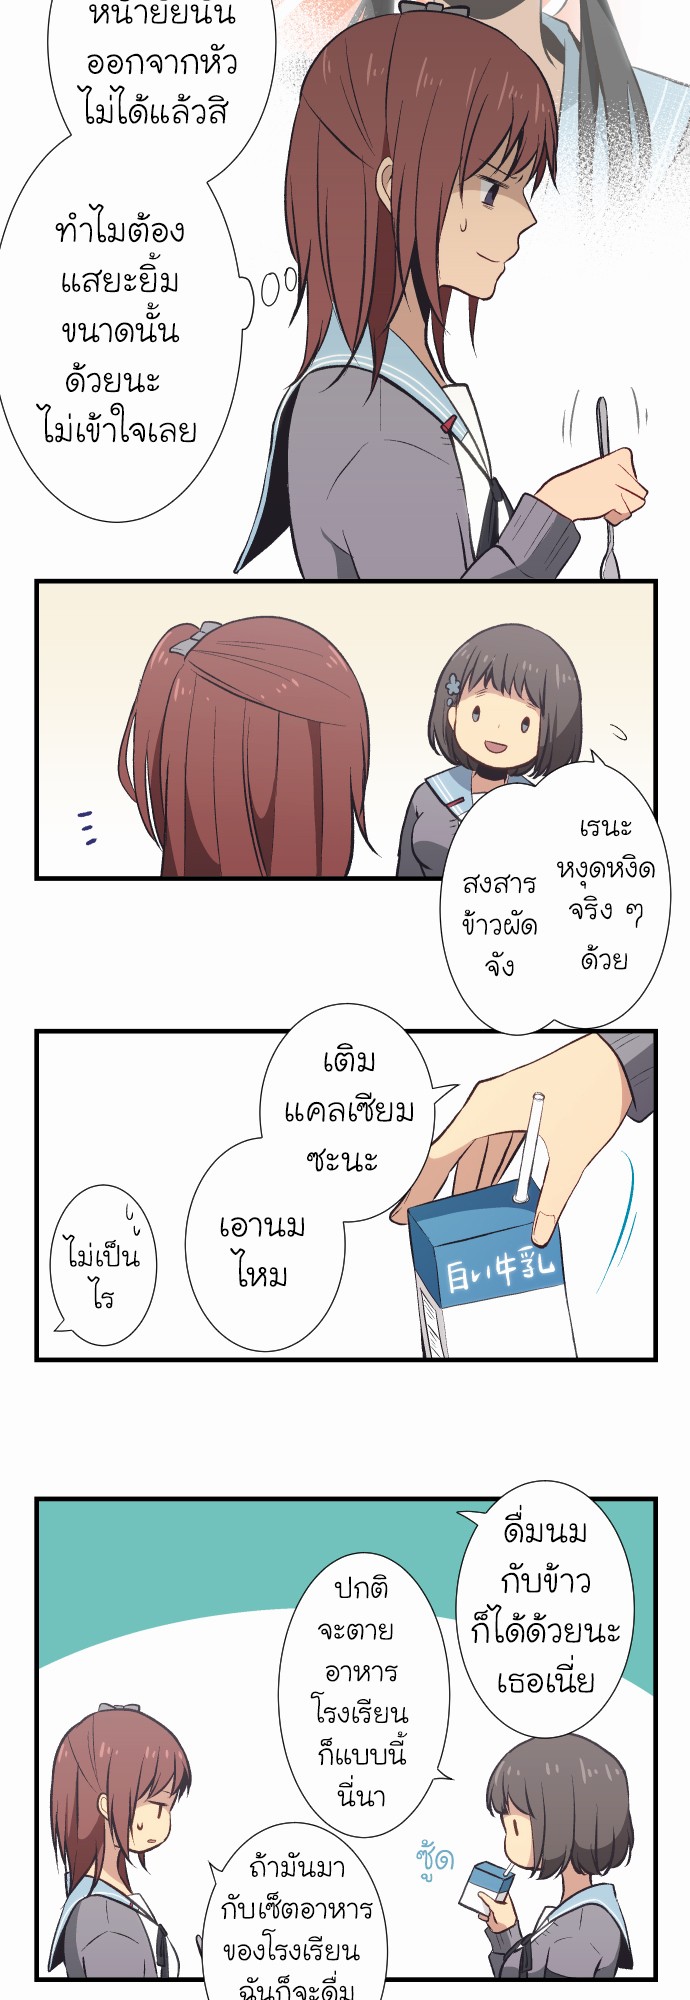 หน้ายัยนั่น
ออกจากหัว
ไม่ได้แล้วสิ
ทำไมต้อง
แสยะยิ้ม
ขนาดนั้น
ด้วยนะ
ไม่เข้าใจเลย
เรนะ
หงุดหงิด
จริง ๆ
ด้วย
สงสาร
ข้าวผัด
จัง
เติม
แคลเซียม
ซะนะ
เอานม
ไหม
白い牛乳
ไม่เป็น
ไร
ดื่มนม
กับข้าว
ก็ได้ด้วยนะ
เธอเนี่ย
ปกติ
จะตาย
อาหาร
โรงเรียน
ก็แบบนี้
นี่นา
ซู้ด
ถ้ามันมา
กับเซ็ตอาหาร
ของโรงเรียน
ฉันก็จะดื่ม